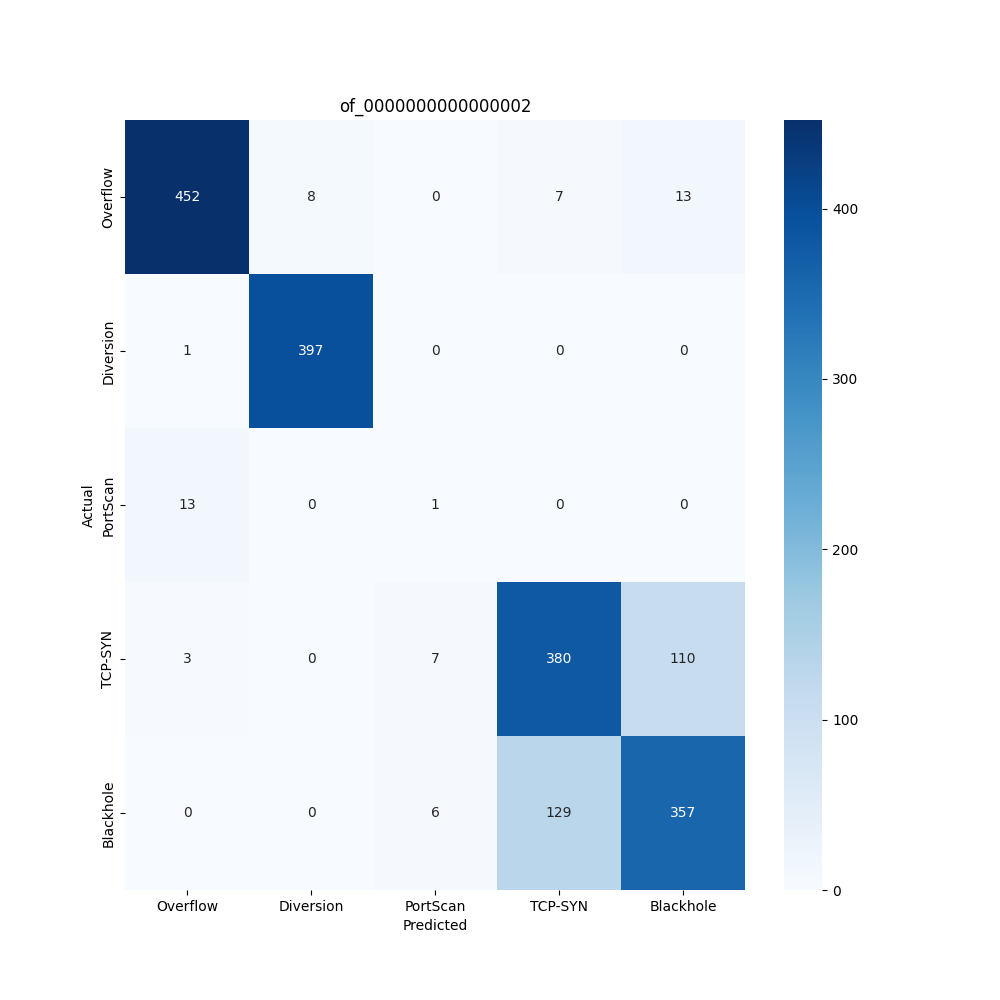 of_0000000000000002
Overflow 452 8 0 7 13
Diversion 1 397 0 0 0
PortScan 13 0 1 0 0
TCP-SYN 3 0 7 380 110
Blackhole 0 0 6 129 357
Actual
Overflow Diversion PortScan TCP-SYN Blackhole
Predicted
400
300
200
100
0